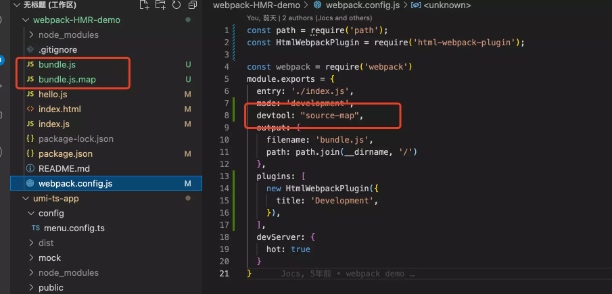 无标题 (工作区)
webpack-HMR-demo
node_modules
.gitignore
JS bundle.js U
JS bundle.js.map U
JS hello.js M
index.html M
JS index.js M
package-lock.json
package.json M
README.md
webpack.config.js M
umi-ts-app
config
TS menu.config.ts
dist
mock
node_modules
public
webpack-HMR-demo > webpack.config.js > <unknown>
You, 前天 | 2 authors (Jocs and others)
1 const path = require('path');
2 const HtmlWebpackPlugin = require('html-webpack-plugin');
3
4 const webpack = require('webpack')
5 module.exports = {
6 entry: './index.js',
7 mode: 'development',
8 devtool: "source-map",
9 output: {
10 filename: 'bundle.js',
11 path: path.join(__dirname, '/')
12 },
13 plugins: [
14 new HtmlWebpackPlugin({
15 title: 'Development',
16 }),
17 ],
18 devServer: {
19 hot: true
20 }
21 } Jocs, 5年前 • webpack demo …